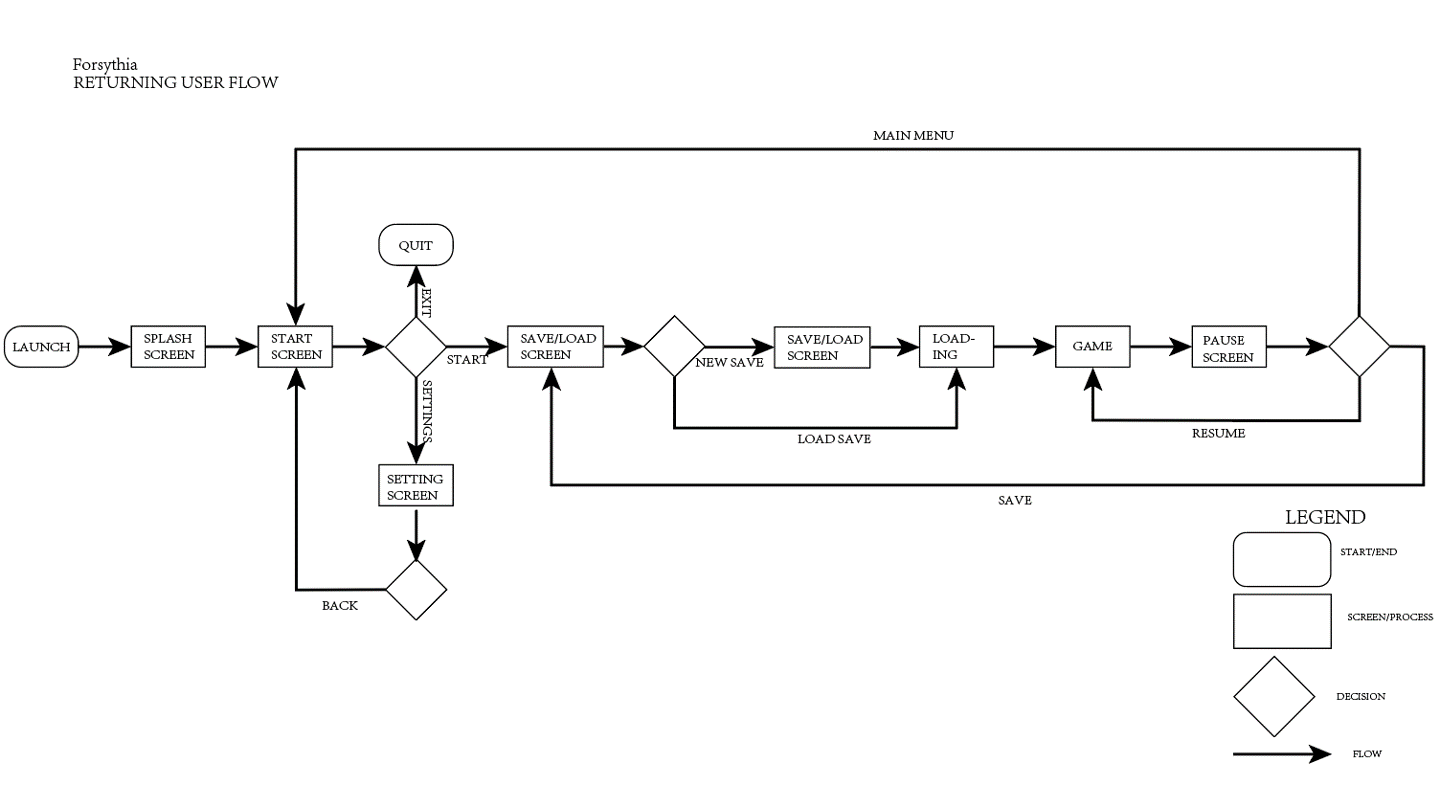 Forsythia
RETURNING USER FLOW
MAIN MENU
QUIT
EXIT
LAUNCH
SPLASH
SCREEN
START
SCREEN
START
SAVE/LOAD
SCREEN
NEW SAVE
SAVE/LOAD
SCREEN
LOAD-
ING
GAME
PAUSE
SCREEN
SETTINGS
LOAD SAVE
RESUME
SETTING
SCREEN
SAVE
BACK
LEGEND
START/END
SCREEN/PROCESS
DECISION
FLOW